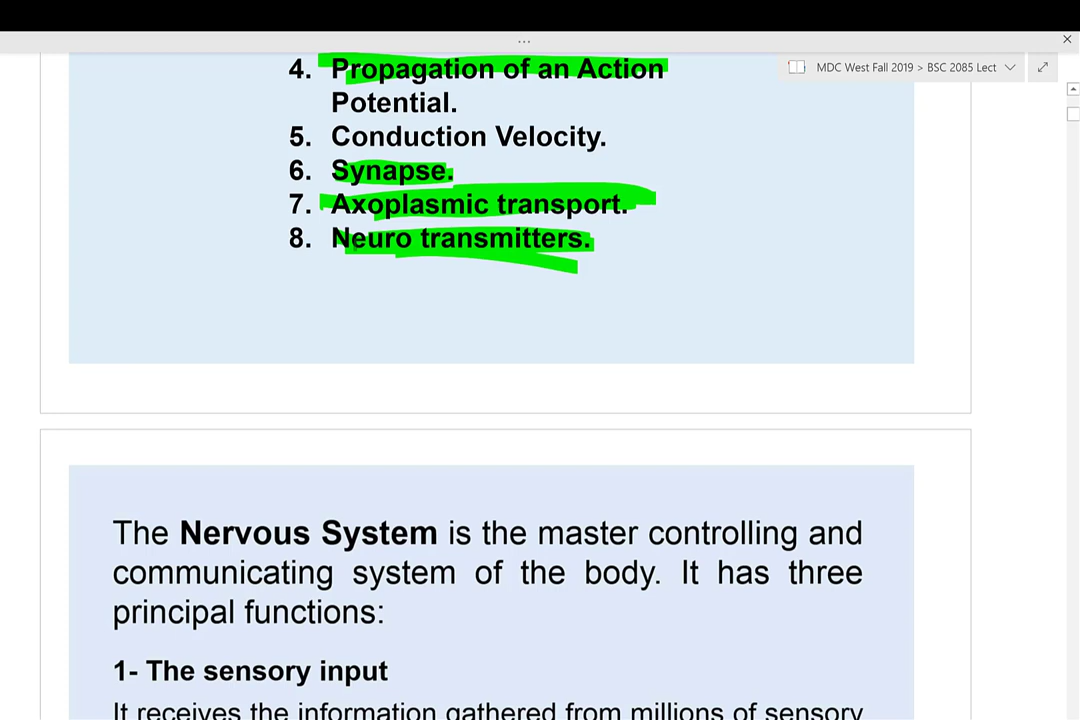 ...
MDC West Fall 2019 > BSC 2085 Lect
4. Propagation of an Action
Potential.
5. Conduction Velocity.
6. Synapse.
7. Axoplasmic transport.
8. Neuro transmitters.
The Nervous System is the master controlling and
communicating system of the body. It has three
principal functions:
1- The sensory input
It receives the information gathered from millions of sensory